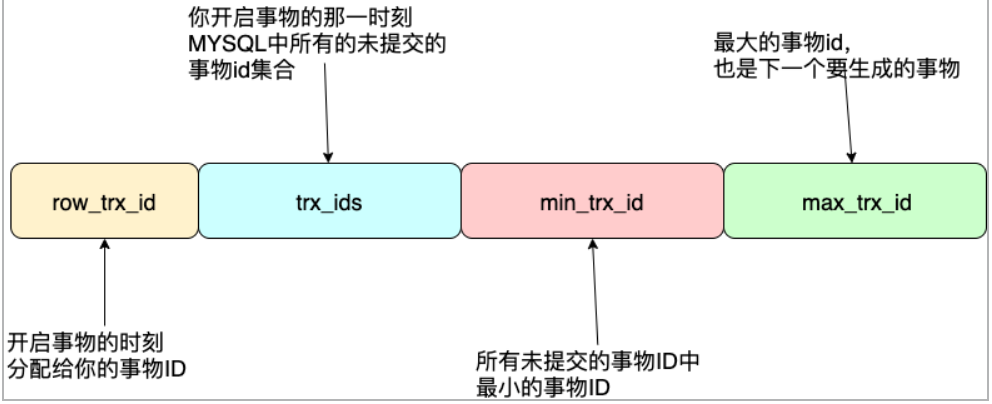 你开启事物的那一时刻
MYSQL中所有的未提交的
事物id集合
最大的事物id，
也是下一个要生成的事物
row_trx_id
trx_ids
min_trx_id
max_trx_id
开启事物的时刻
分配给你的事物ID
所有未提交的事物ID中
最小的事物ID